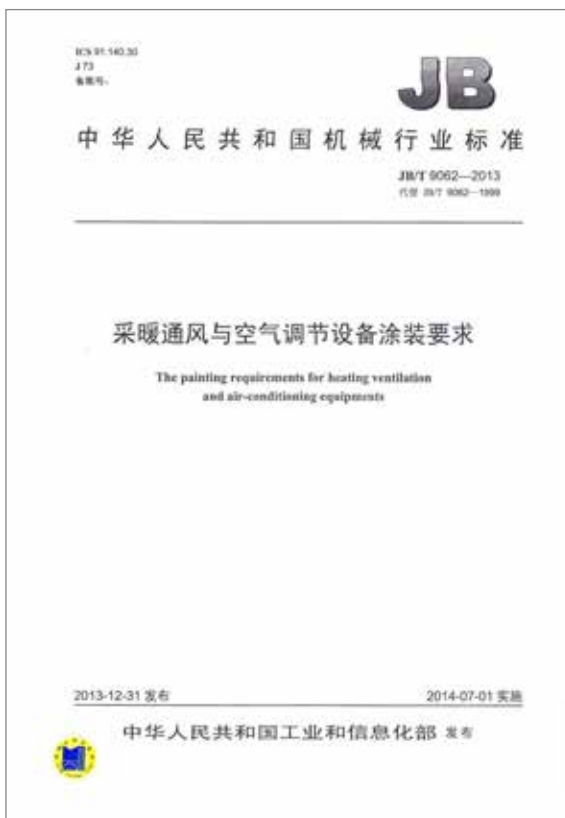 ICS 91.140.30
J 73
备案号:
JB
中华人民共和国机械行业标准
JB/T 9062—2013
代替 JB/T 9062—1999
采暖通风与空气调节设备涂装要求
The painting requirements for heating ventilation
and air-conditioning equipments
2013-12-31 发布
2014-07-01 实施
中华人民共和国工业和信息化部 发布